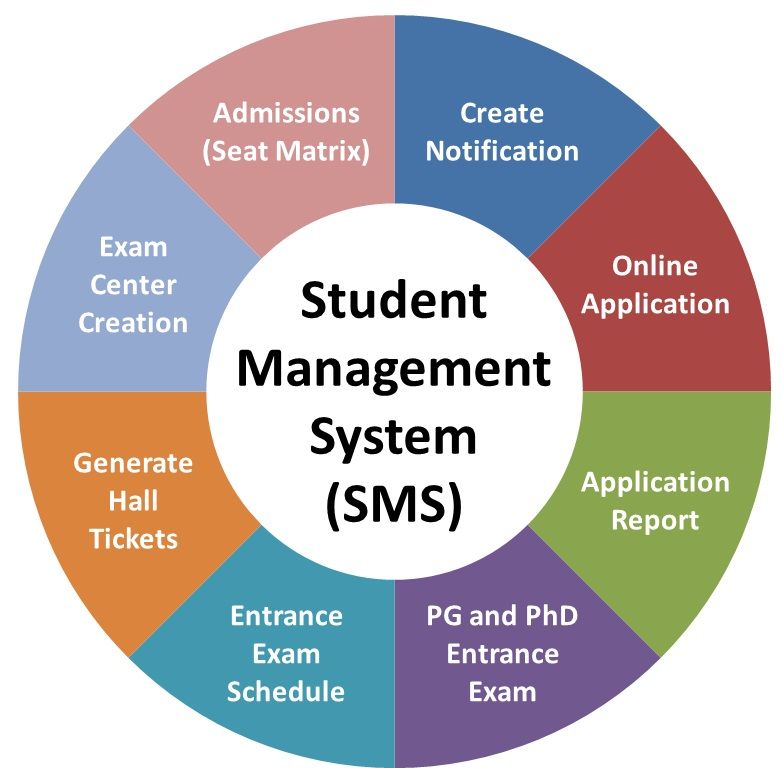 Student
Management
System
(SMS)
Create
Notification
Online
Application
Application
Report
PG and PhD
Entrance
Exam
Entrance
Exam
Schedule
Generate
Hall
Tickets
Exam
Center
Creation
Admissions
(Seat Matrix)